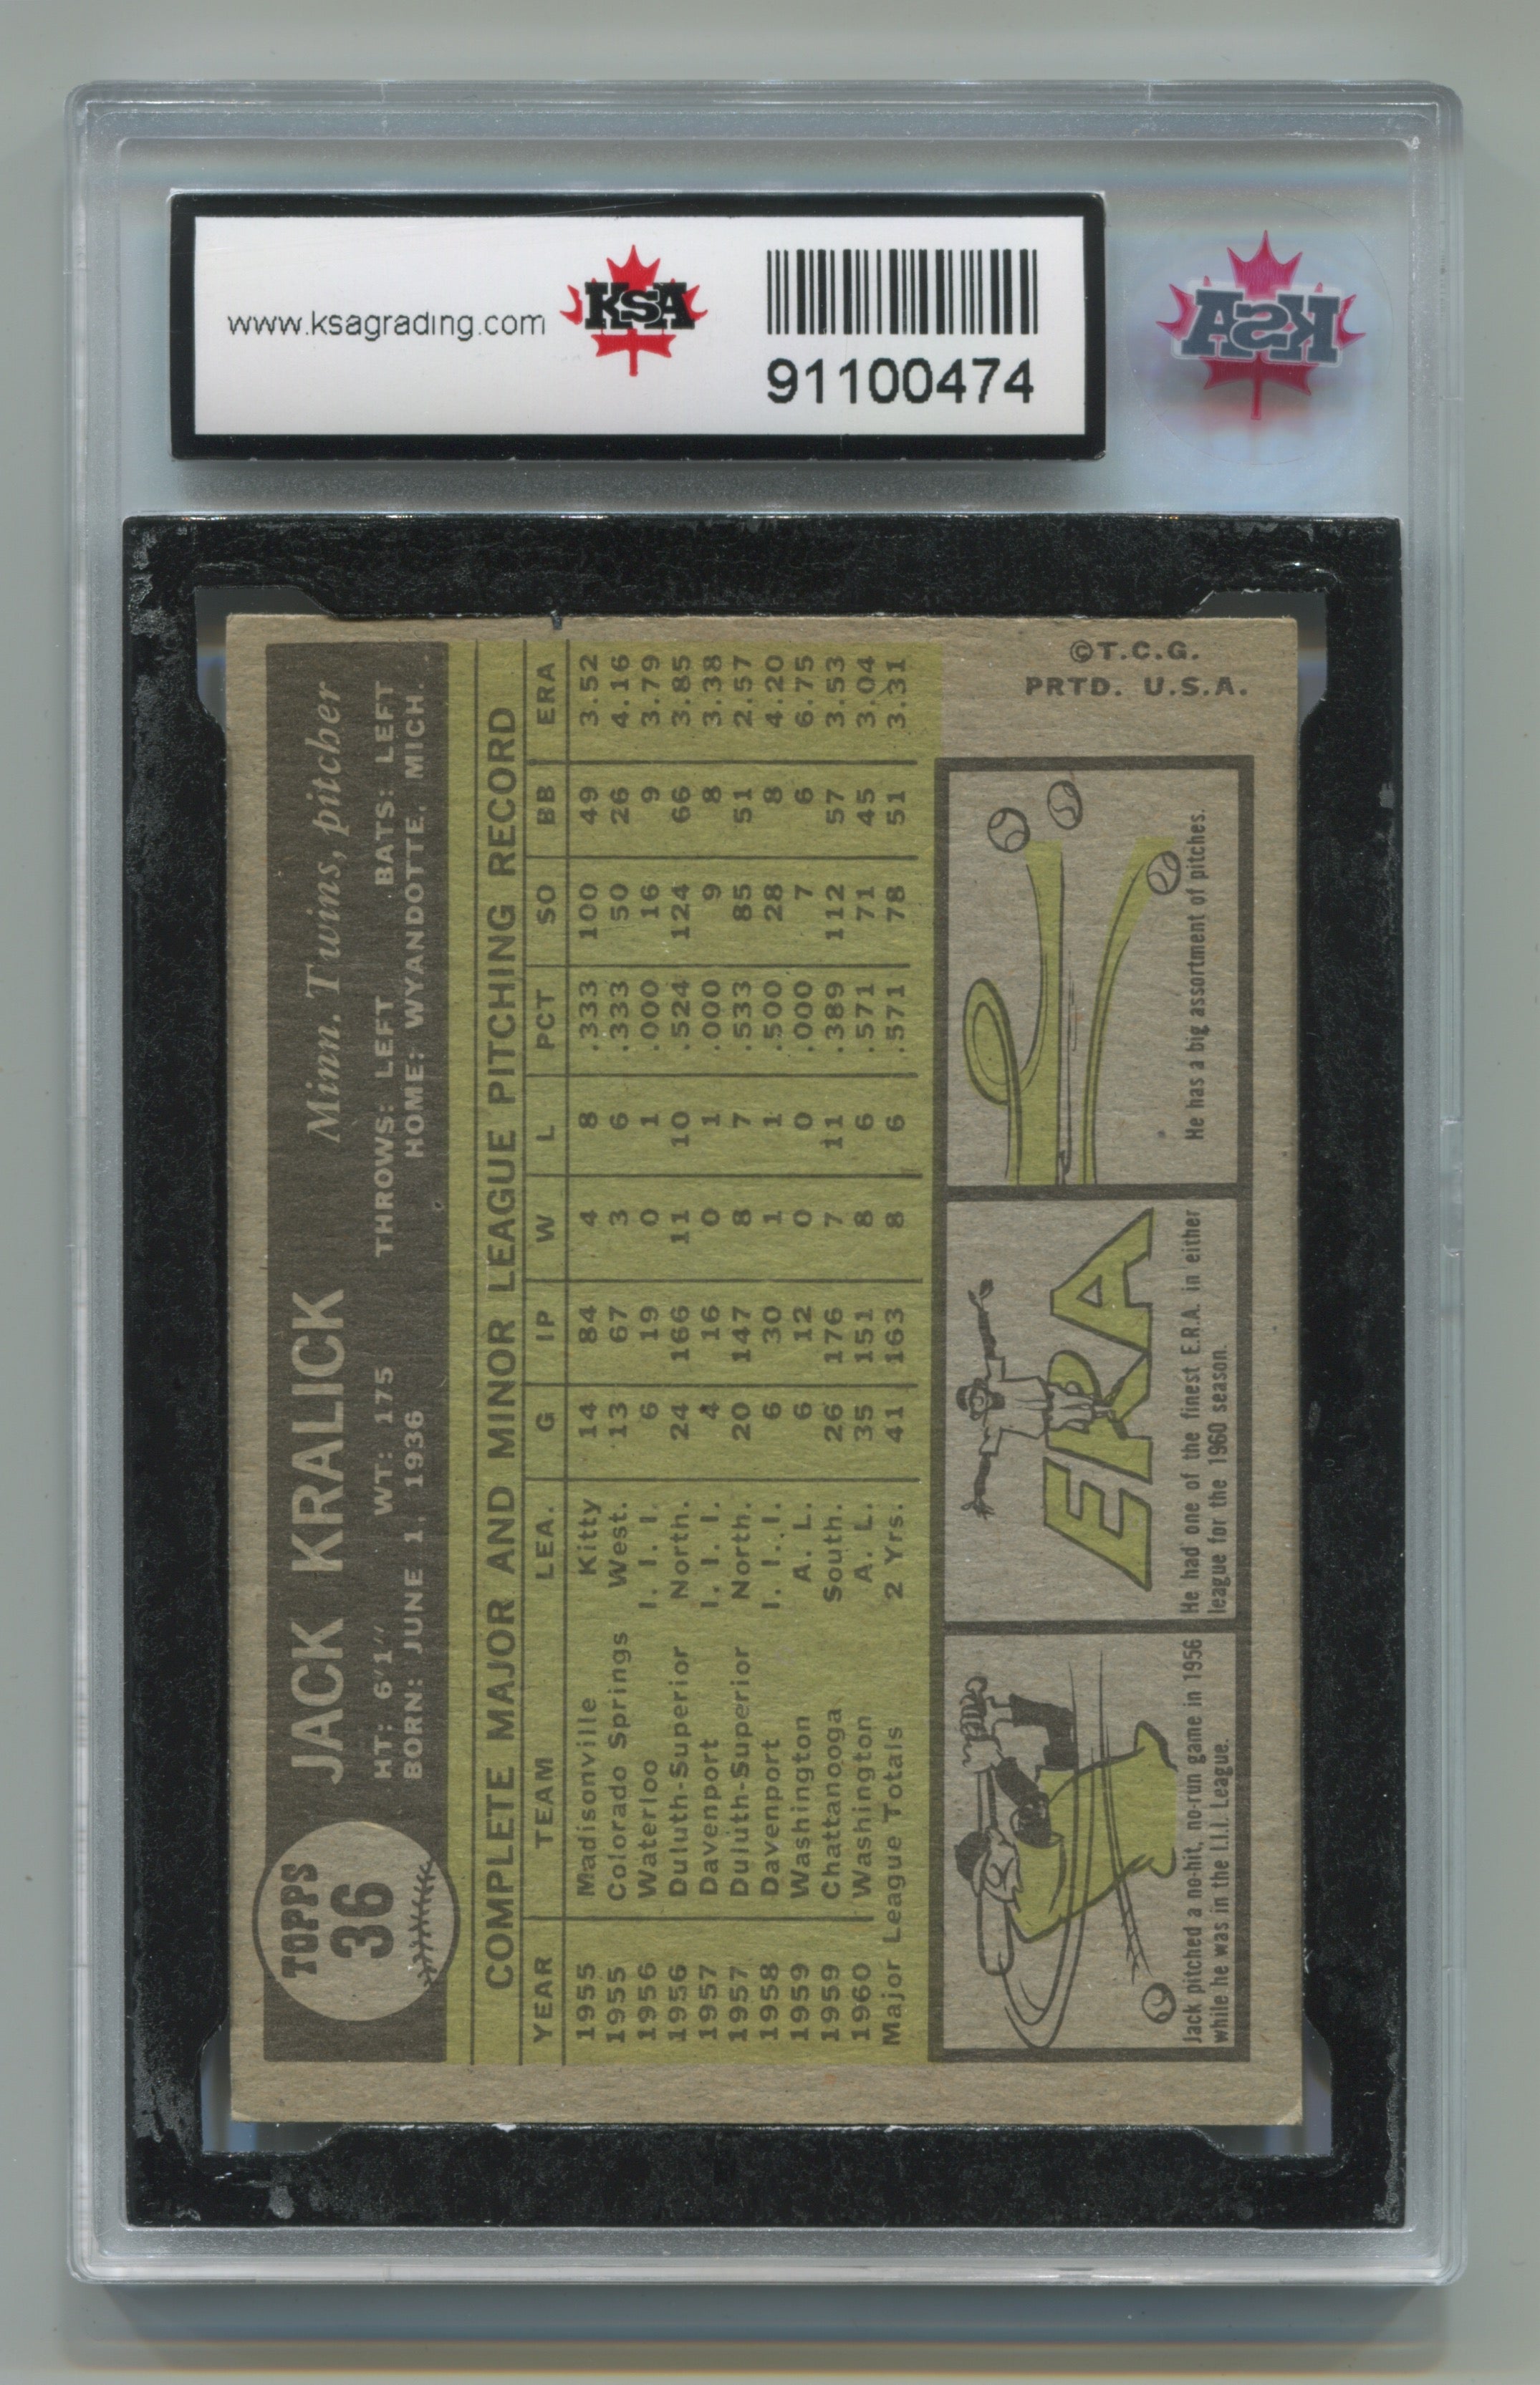 www.ksagrading.com
KSA
91100474
KSA
TOPPS
36
JACK KRALICK Minn. Twins, pitcher
HT: 6'1" WT: 175 THROWS: LEFT BATS: LEFT
BORN: JUNE 1, 1936 HOME: WYANDOTTE, MICH.
COMPLETE MAJOR AND MINOR LEAGUE PITCHING RECORD
YEAR TEAM LEA. G IP W L PCT SO BB ERA
1955 Madisonville Kitty 14 84 4 8 .333 100 49 3.52
1955 Colorado Springs West. 13 67 3 6 .333 50 26 4.16
1956 Waterloo I. I. I. 6 19 0 1 .000 16 9 3.79
1956 Duluth-Superior North. 24 166 11 10 .524 124 66 3.85
1957 Davenport I. I. I. 4 16 0 1 .000 9 8 3.38
1957 Duluth-Superior North. 20 147 8 7 .533 85 51 2.57
1958 Davenport I. I. I. 6 30 1 1 .500 28 8 4.20
1959 Washington A. L. 6 12 0 0 .000 7 6 6.75
1959 Chattanooga South. 26 176 7 11 .389 112 57 3.53
1960 Washington A. L. 35 151 8 6 .571 71 45 3.04
Major League Totals 2 Yrs. 41 163 8 6 .571 78 51 3.31
Jack pitched a no-hit, no-run game in 1956
while he was in the I.I.I. League.
ERA
He had one of the finest E.R.A. in either
league for the 1960 season.
He has a big assortment of pitches.
©T.C.G.
PRTD. U.S.A.